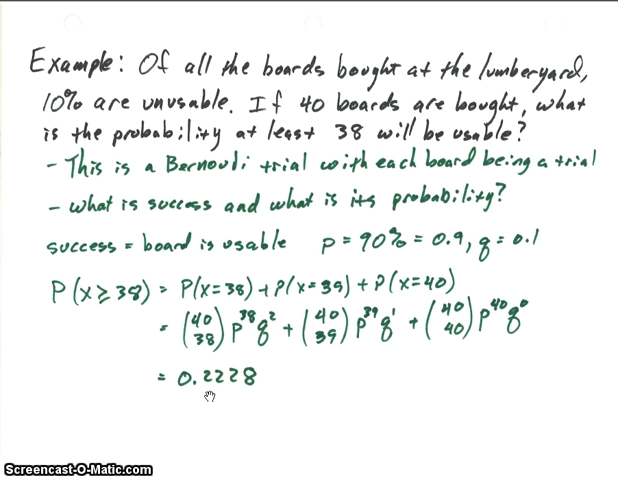 Example: Of all the boards bought at the lumberyard,
10% are unusable. If 40 boards are bought, what
is the probability at least 38 will be usable?
- This is a Bernouli trial with each board being a trial
- what is success and what is its probability?
success = board is usable p = 90% = 0.9, q = 0.1
P(x ≥ 38) = P(x=38) + P(x=39) + P(x=40)
= (40 38) p^38 q^2 + (40 39) p^39 q^1 + (40 40) p^40 q^0
= 0.2228
Screencast-O-Matic.com